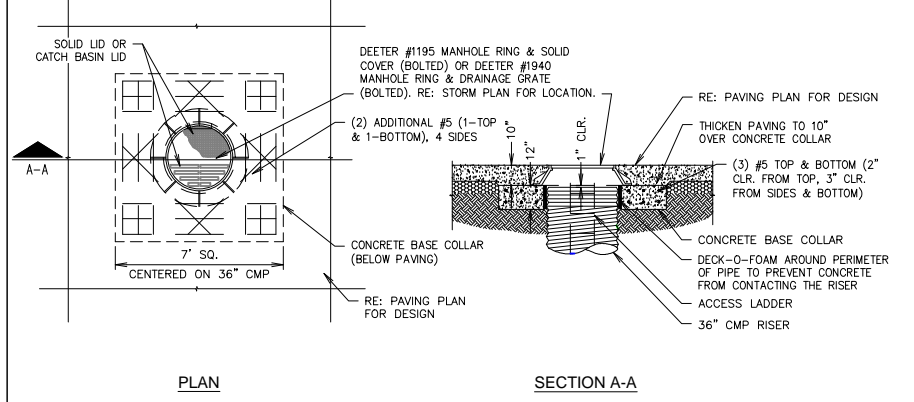 SOLID LID OR
CATCH BASIN LID
DEETER #1195 MANHOLE RING & SOLID
COVER (BOLTED) OR DEETER #1940
MANHOLE RING & DRAINAGE GRATE
(BOLTED). RE: STORM PLAN FOR LOCATION.
(2) ADDITIONAL #5 (1-TOP
& 1-BOTTOM), 4 SIDES
A-A
CONCRETE BASE COLLAR
(BELOW PAVING)
7' SQ.
CENTERED ON 36" CMP
RE: PAVING PLAN
FOR DESIGN
PLAN
10"
12"
1" CLR.
RE: PAVING PLAN FOR DESIGN
THICKEN PAVING TO 10"
OVER CONCRETE COLLAR
(3) #5 TOP & BOTTOM (2"
CLR. FROM TOP, 3" CLR.
FROM SIDES & BOTTOM)
CONCRETE BASE COLLAR
DECK-O-FOAM AROUND PERIMETER
OF PIPE TO PREVENT CONCRETE
FROM CONTACTING THE RISER
ACCESS LADDER
36" CMP RISER
SECTION A-A